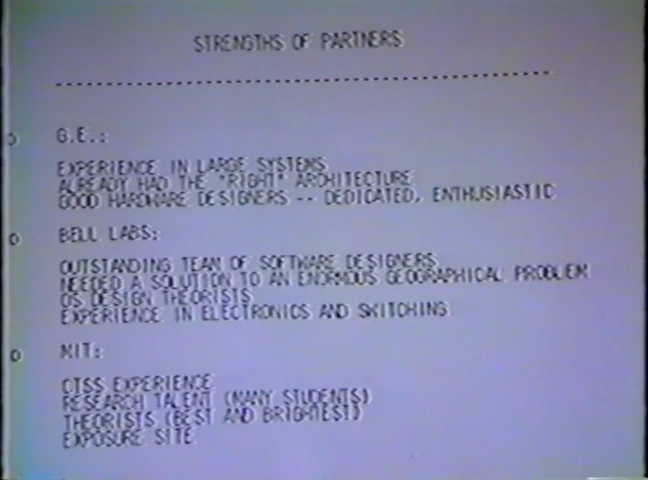 STRENGTHS OF PARTNERS
--------------------------------------------------
o G.E.:
EXPERIENCE IN LARGE SYSTEMS
ALREADY HAD THE "RIGHT" ARCHITECTURE
GOOD HARDWARE DESIGNERS -- DEDICATED, ENTHUSIASTIC
o BELL LABS:
OUTSTANDING TEAM OF SOFTWARE DESIGNERS
NEEDED A SOLUTION TO AN ENORMOUS GEOGRAPHICAL PROBLEM
OS DESIGN THEORISTS
EXPERIENCE IN ELECTRONICS AND SWITCHING
o MIT:
CTSS EXPERIENCE
RESEARCH TALENT (MANY STUDENTS)
THEORISTS (BEST AND BRIGHTEST)
EXPOSURE SITE